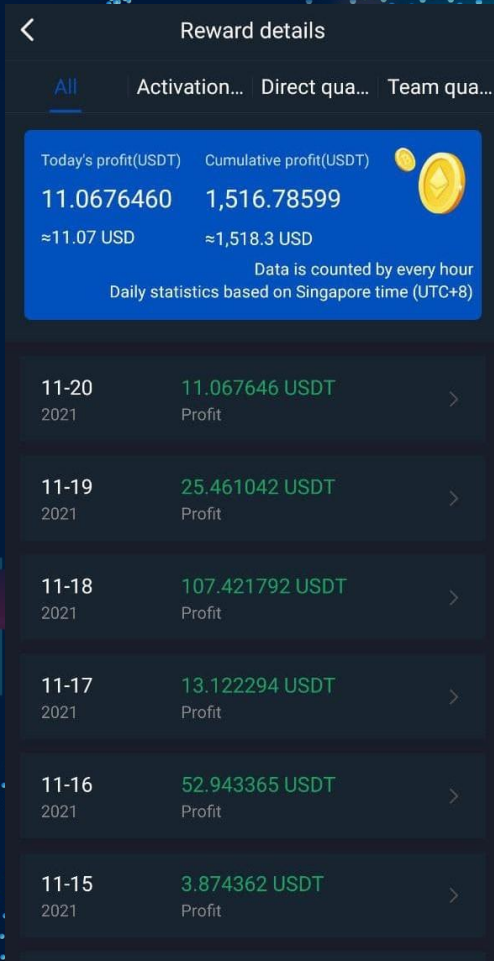 Reward details
All Activation... Direct qua... Team qua...
Today's profit(USDT) Cumulative profit(USDT)
11.0676460 1,516.78599
≈11.07 USD ≈1,518.3 USD
Data is counted by every hour
Daily statistics based on Singapore time (UTC+8)
11-20 11.067646 USDT
2021 Profit
11-19 25.461042 USDT
2021 Profit
11-18 107.421792 USDT
2021 Profit
11-17 13.122294 USDT
2021 Profit
11-16 52.943365 USDT
2021 Profit
11-15 3.874362 USDT
2021 Profit